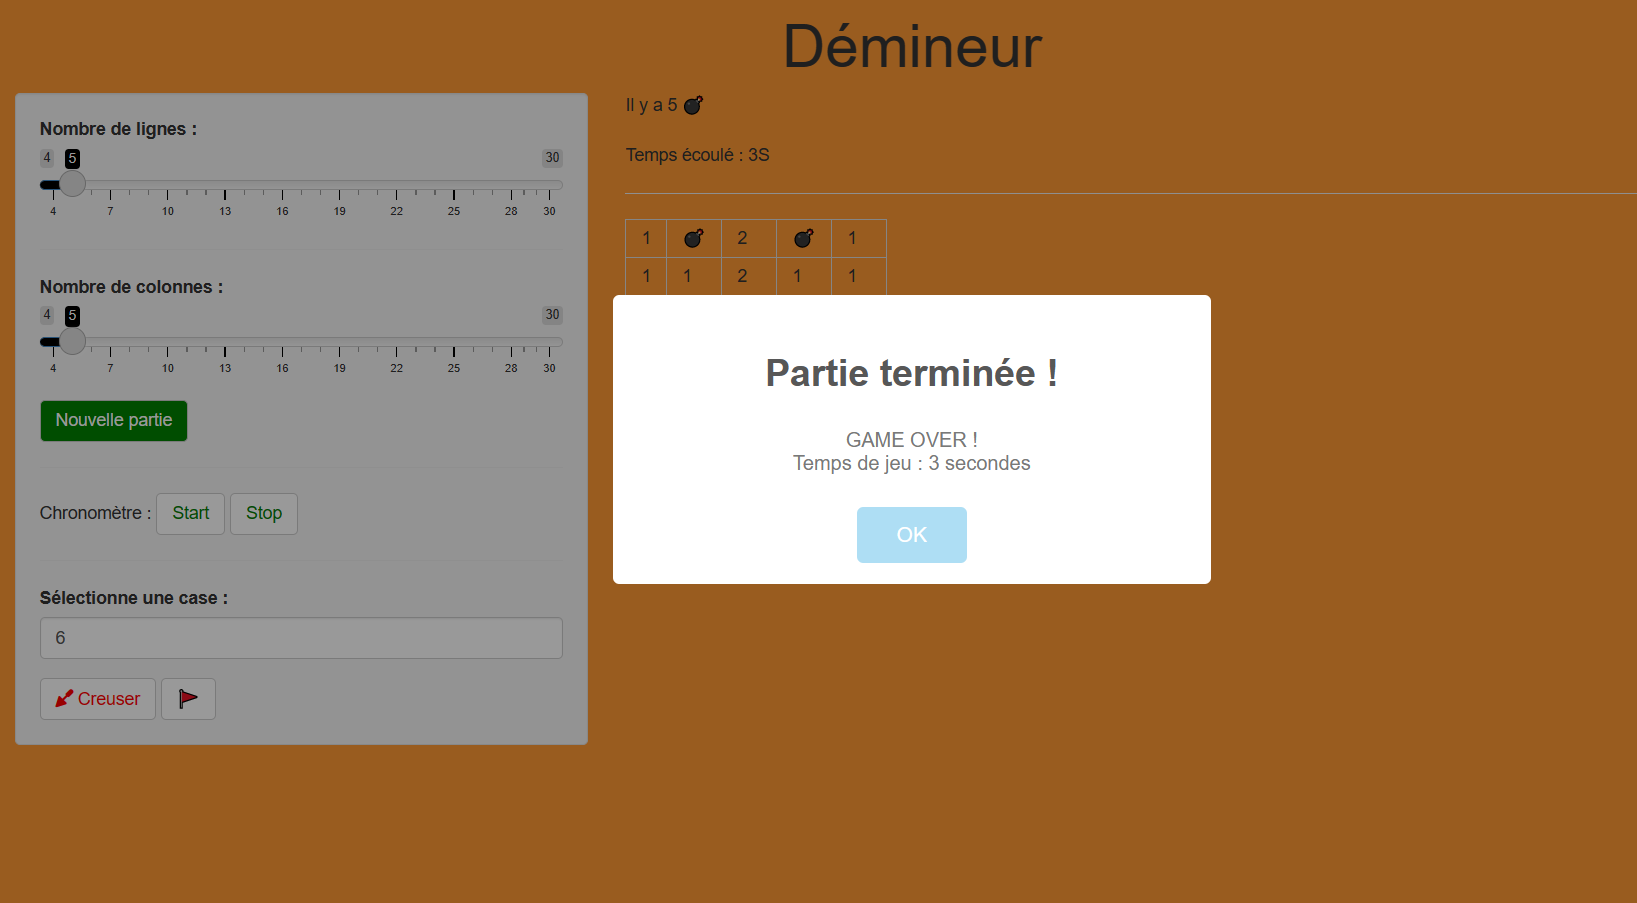 Démineur
Nombre de lignes :
4 5 30
4 7 10 13 16 19 22 25 28 30
Nombre de colonnes :
4 5 30
4 7 10 13 16 19 22 25 28 30
Nouvelle partie
Chronomètre : Start Stop
Sélectionne une case :
6
Creuser
Il y a 5
Temps écoulé : 3S
1 2 1
1 1 2 1 1
Partie terminée !
GAME OVER !
Temps de jeu : 3 secondes
OK